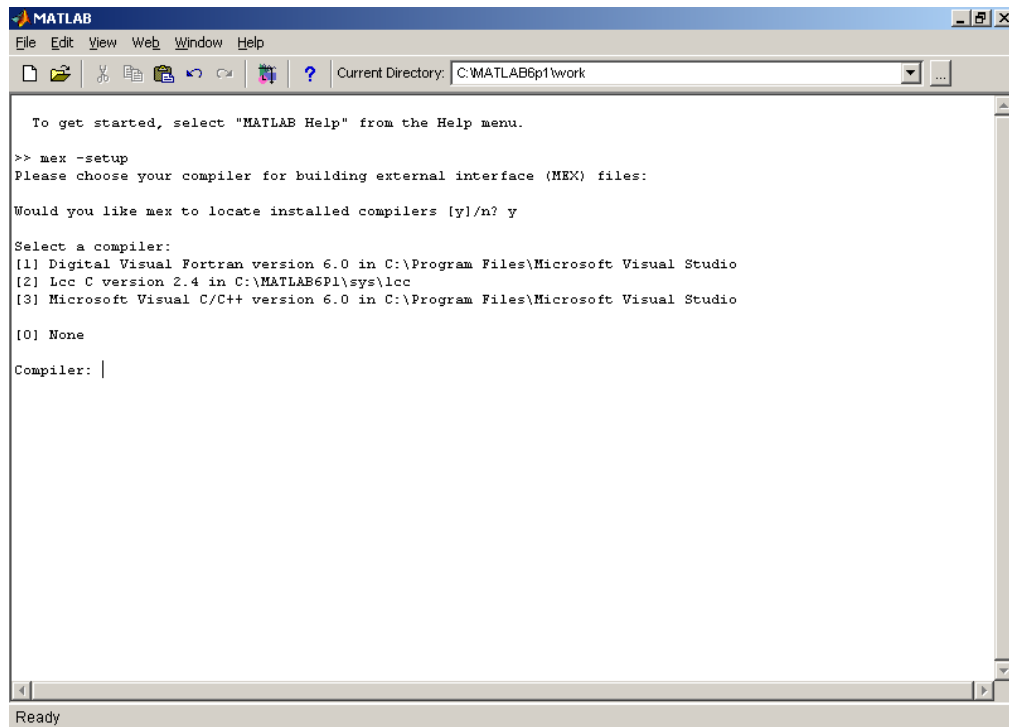 MATLAB
File Edit View Web Window Help
? Current Directory: C:\MATLAB6p1\work ...
To get started, select "MATLAB Help" from the Help menu.
>> mex -setup
Please choose your compiler for building external interface (MEX) files:
Would you like mex to locate installed compilers [y]/n? y
Select a compiler:
[1] Digital Visual Fortran version 6.0 in C:\Program Files\Microsoft Visual Studio
[2] Lcc C version 2.4 in C:\MATLAB6P1\sys\lcc
[3] Microsoft Visual C/C++ version 6.0 in C:\Program Files\Microsoft Visual Studio
[0] None
Compiler:
Ready